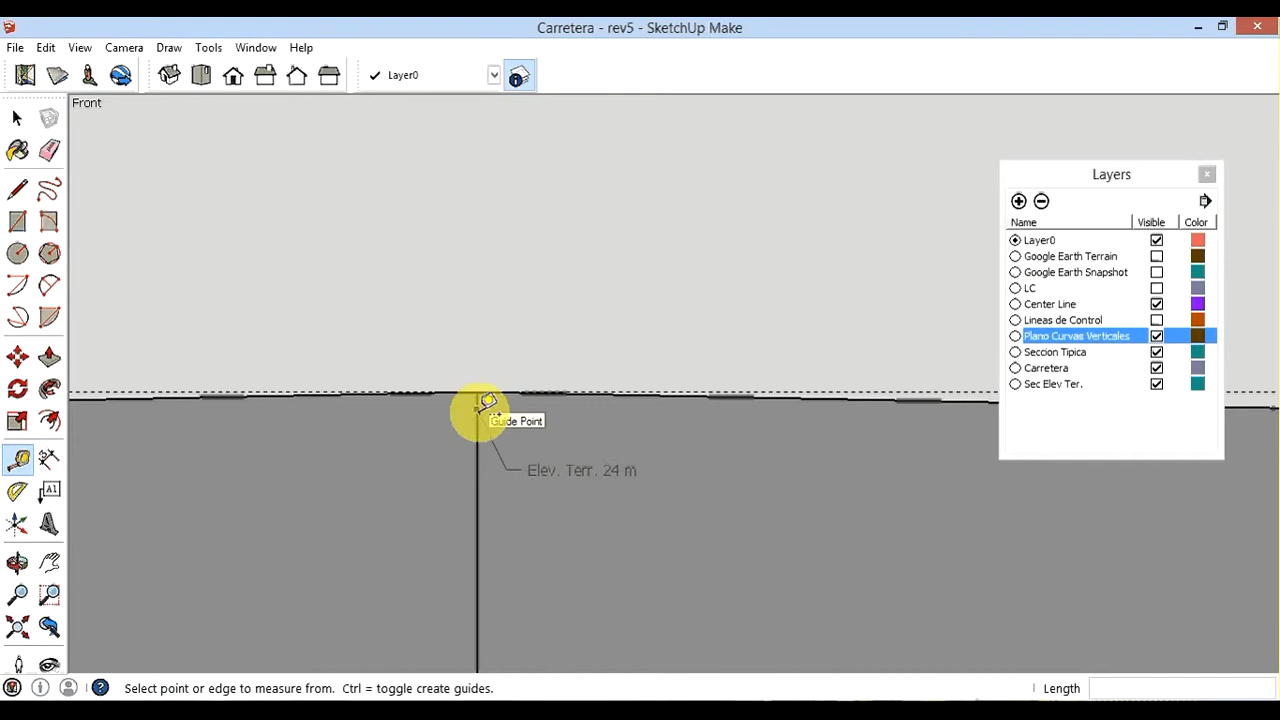 Carretera - rev5 - SketchUp Make
File Edit View Camera Draw Tools Window Help
Layer0
Front
Layers
Name Visible Color
Layer0
Google Earth Terrain
Google Earth Snapshot
LC
Center Line
Lineas de Control
Plano Curvas Verticales
Seccion Tipica
Carretera
Sec Elev Ter.
Guide Point
Elev. Terr. 24 m
A1
Select point or edge to measure from. Ctrl = toggle create guides.
Length